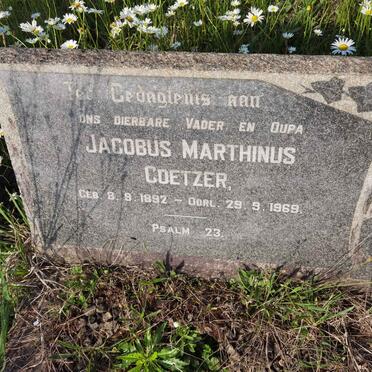 Ter Gedagtenis aan
ons dierbare Vader en Oupa
Jacobus Marthinus
Coetzer,
Geb. 8.8.1892 – Oorl. 29.9.1969.
Psalm 23.